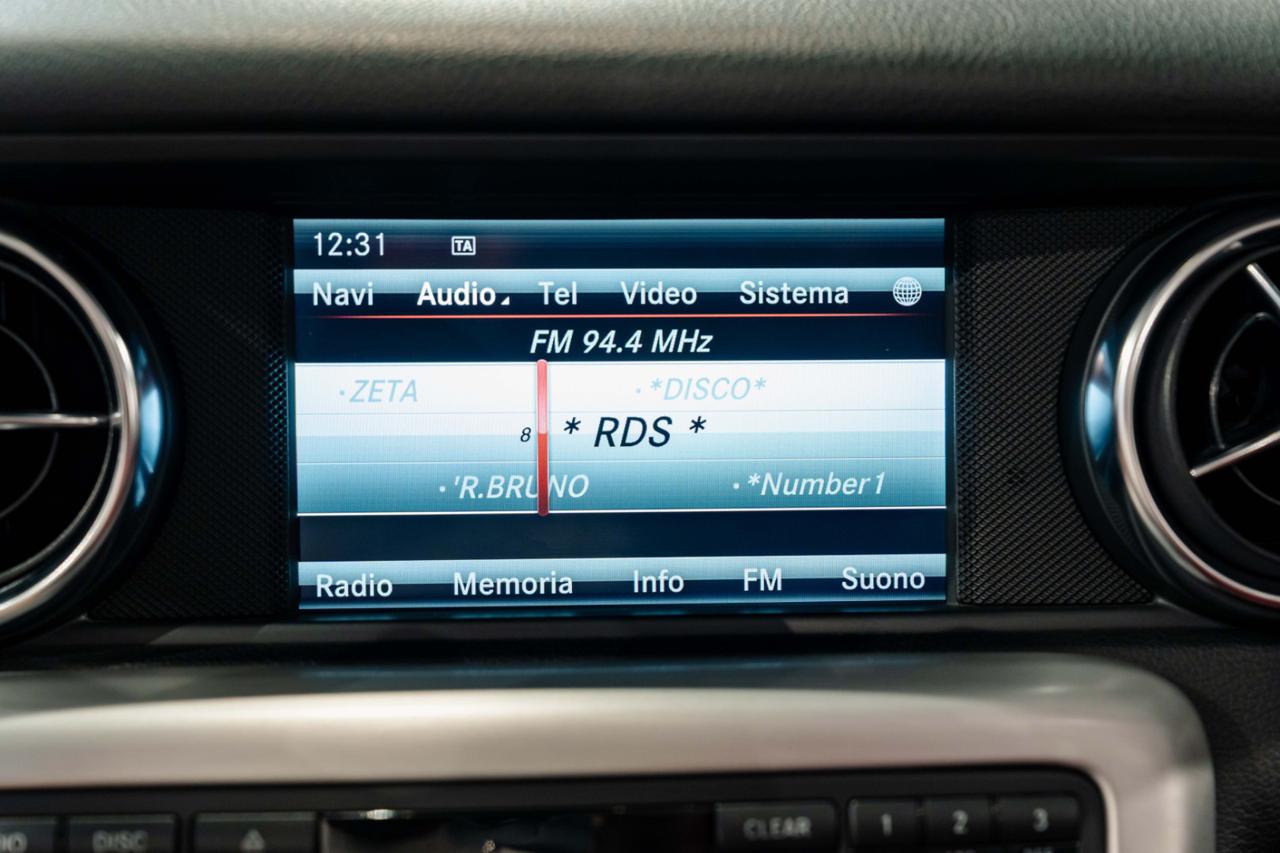 12:31 TA
Navi Audio Tel Video Sistema
FM 94.4 MHz
·ZETA ·*DISCO*
8 * RDS *
·'R.BRUNO ·*Number1
Radio Memoria Info FM Suono
DISC CLEAR 1 2 3